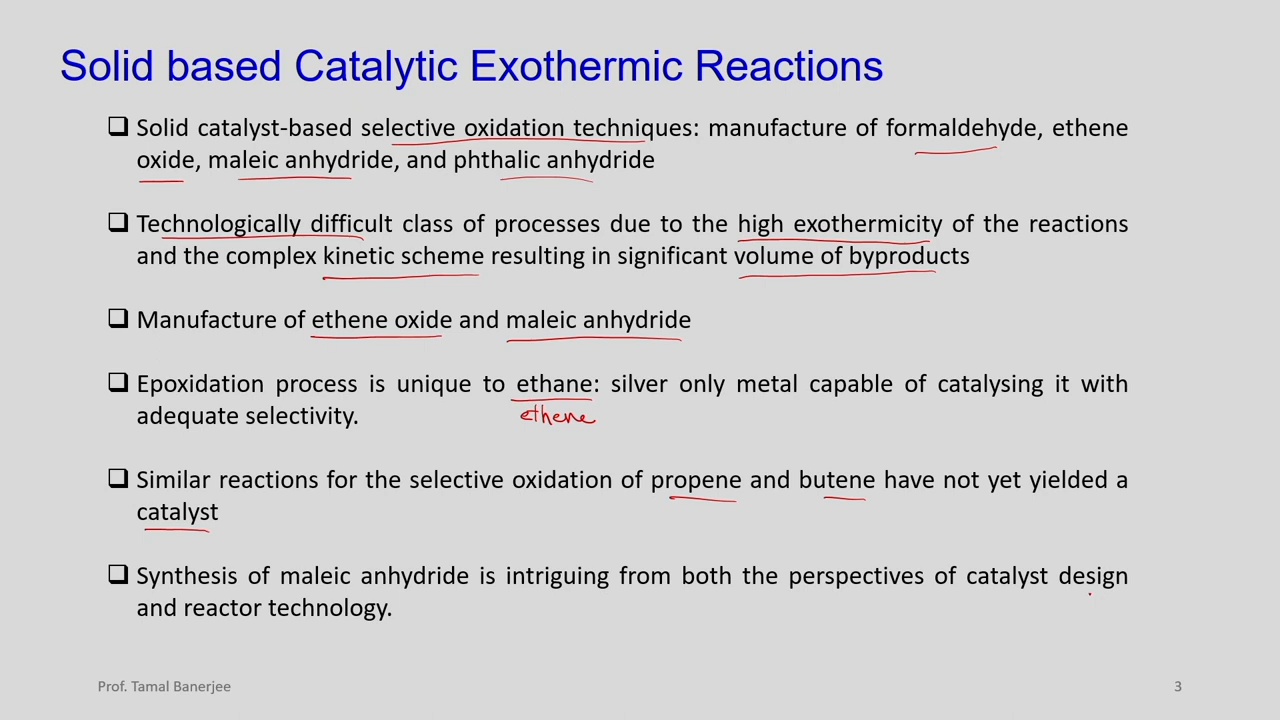 Solid based Catalytic Exothermic Reactions
❑ Solid catalyst-based selective oxidation techniques: manufacture of formaldehyde, ethene
oxide, maleic anhydride, and phthalic anhydride
❑ Technologically difficult class of processes due to the high exothermicity of the reactions
and the complex kinetic scheme resulting in significant volume of byproducts
❑ Manufacture of ethene oxide and maleic anhydride
❑ Epoxidation process is unique to ethane: silver only metal capable of catalysing it with
adequate selectivity.
ethene
❑ Similar reactions for the selective oxidation of propene and butene have not yet yielded a
catalyst
❑ Synthesis of maleic anhydride is intriguing from both the perspectives of catalyst design
and reactor technology.
Prof. Tamal Banerjee
3